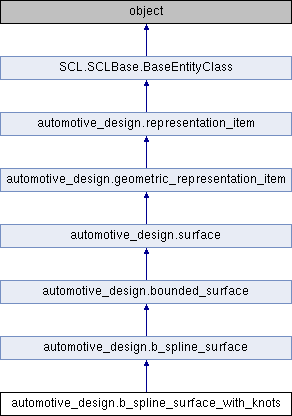 object
SCL.SCLBase.BaseEntityClass
automotive_design.representation_item
automotive_design.geometric_representation_item
automotive_design.surface
automotive_design.bounded_surface
automotive_design.b_spline_surface
automotive_design.b_spline_surface_with_knots